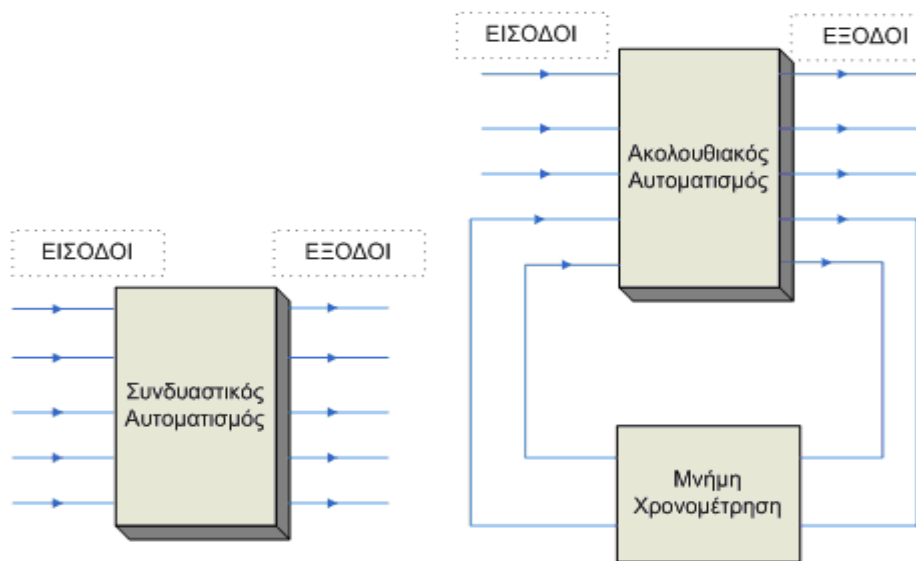 ΕΙΣΟΔΟΙ
ΕΞΟΔΟΙ
Συνδυαστικός
Αυτοματισμός
ΕΙΣΟΔΟΙ
ΕΞΟΔΟΙ
Ακολουθιακός
Αυτοματισμός
Μνήμη
Χρονομέτρηση